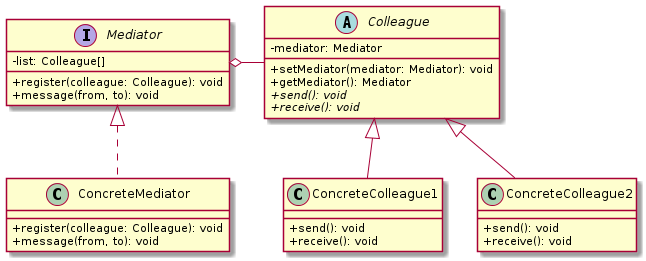 I Mediator
-list: Colleague[]
+register(colleague: Colleague): void
+message(from, to): void
A Colleague
-mediator: Mediator
+setMediator(mediator: Mediator): void
+getMediator(): Mediator
+send(): void
+receive(): void
C ConcreteMediator
+register(colleague: Colleague): void
+message(from, to): void
C ConcreteColleague1
+send(): void
+receive(): void
C ConcreteColleague2
+send(): void
+receive(): void